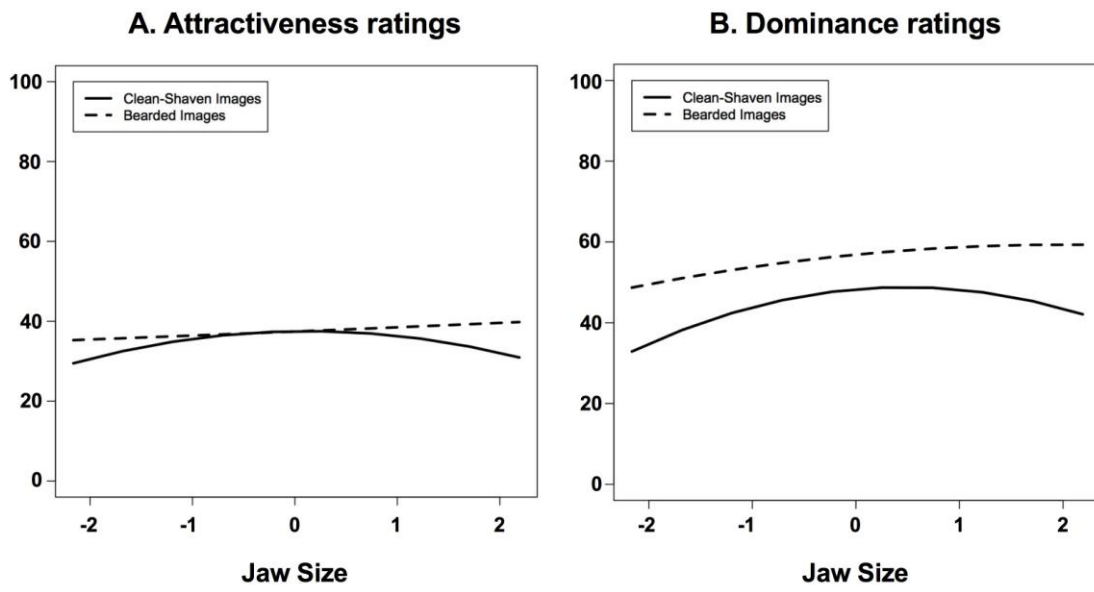 A. Attractiveness ratings
Clean-Shaven Images
Bearded Images
100
80
60
40
20
0
-2 -1 0 1 2
Jaw Size
B. Dominance ratings
Clean-Shaven Images
Bearded Images
100
80
60
40
20
0
-2 -1 0 1 2
Jaw Size